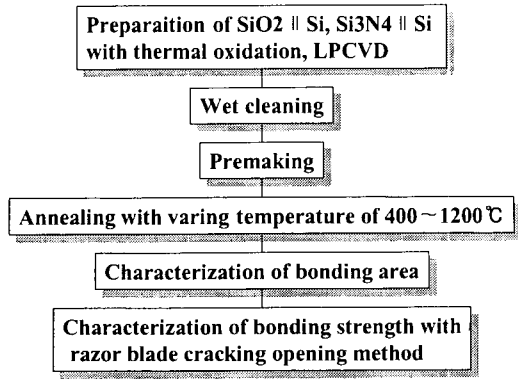 Preparaition of SiO2 || Si, Si3N4 || Si
with thermal oxidation, LPCVD
Wet cleaning
Premaking
Annealing with varing temperature of 400～1200℃
Characterization of bonding area
Characterization of bonding strength with
razor blade cracking opening method